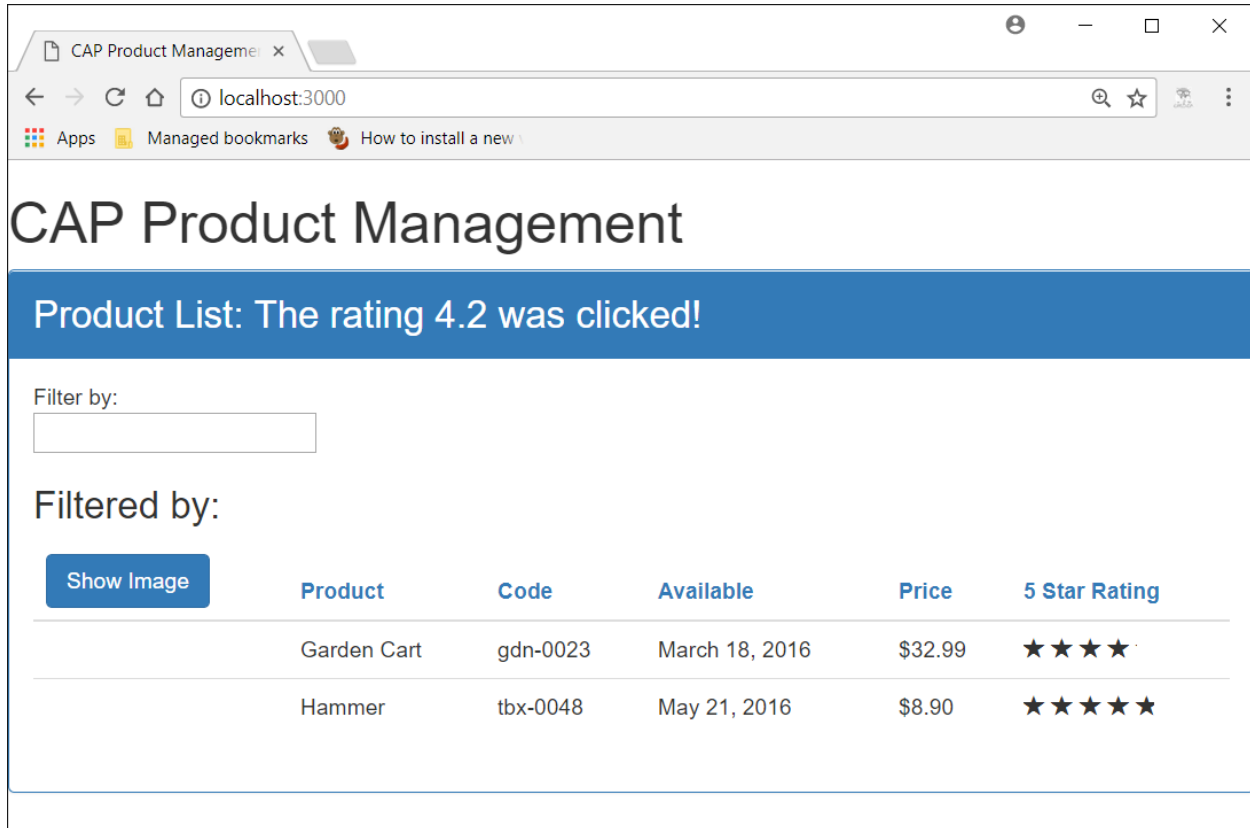 CAP Product Manageme
localhost:3000
Apps Managed bookmarks How to install a new
CAP Product Management
Product List: The rating 4.2 was clicked!
Filter by:
Filtered by:
Show Image Product Code Available Price 5 Star Rating
Garden Cart gdn-0023 March 18, 2016 $32.99
Hammer tbx-0048 May 21, 2016 $8.90